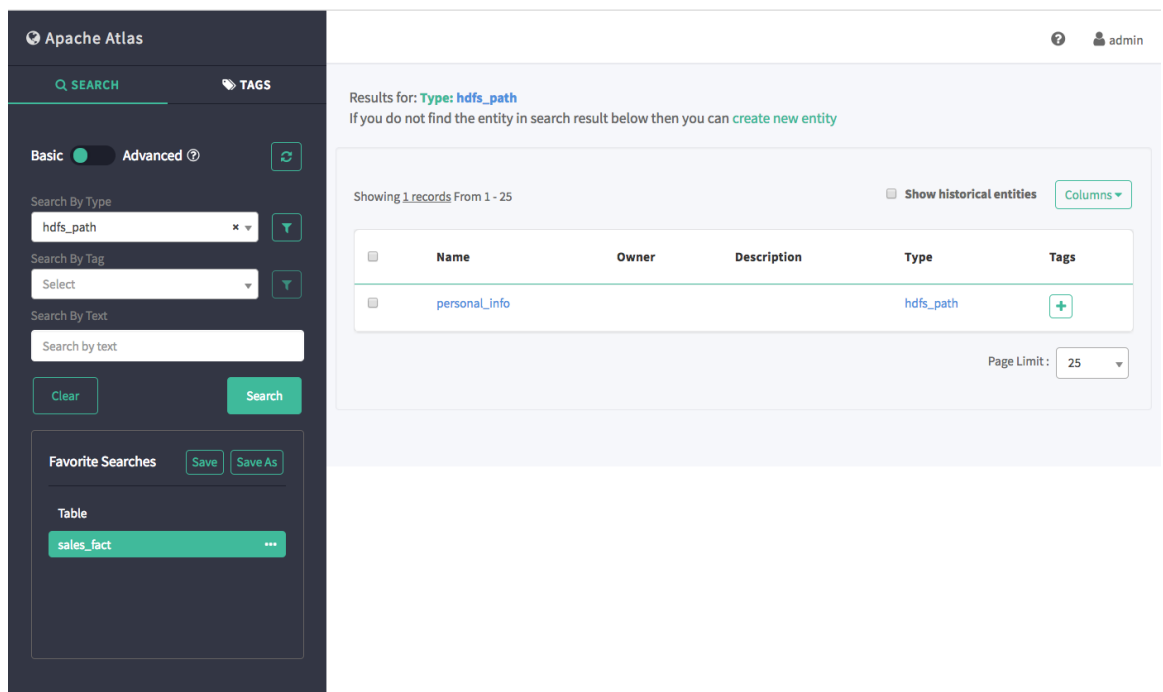 Apache Atlas
admin
SEARCH
TAGS
Results for: Type: hdfs_path
If you do not find the entity in search result below then you can create new entity
Basic Advanced
Search By Type
hdfs_path
Search By Tag
Select
Search By Text
Search by text
Clear Search
Favorite Searches Save Save As
Table
sales_fact
Showing 1 records From 1 - 25
Show historical entities
Columns
Name Owner Description Type Tags
personal_info hdfs_path
Page Limit : 25